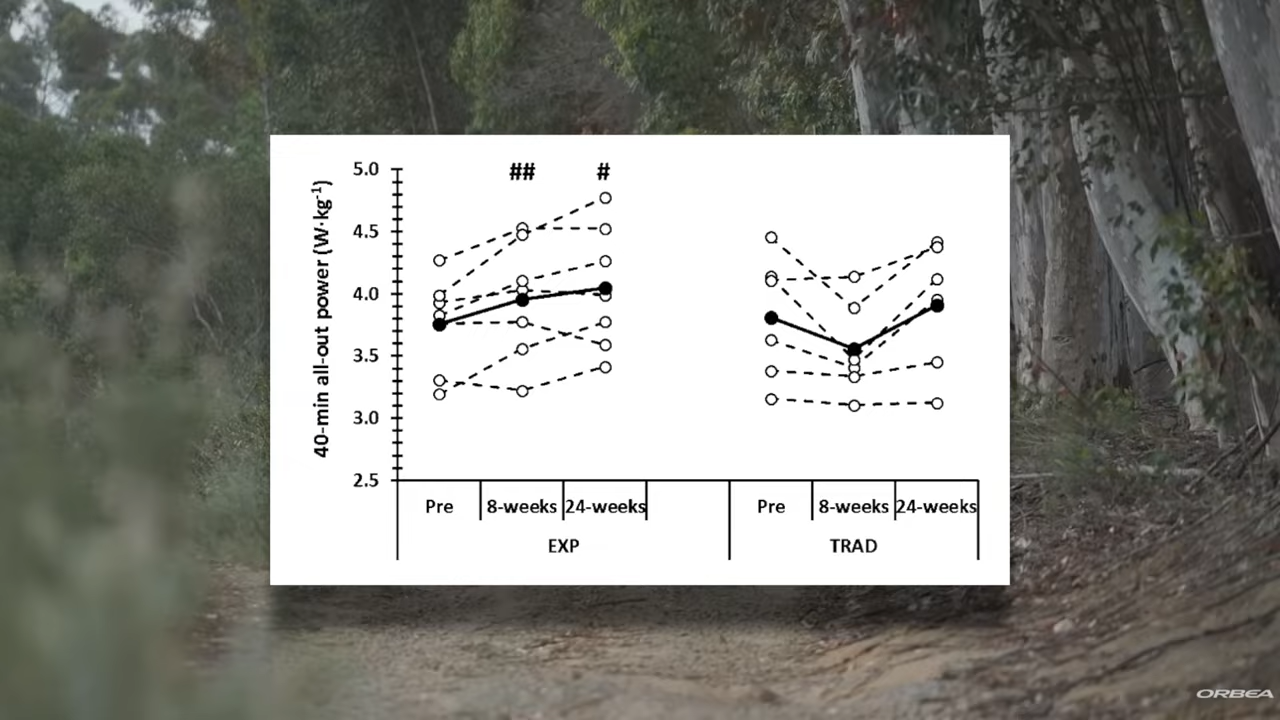 40-min all-out power (W·kg⁻¹)
5.0
4.5
4.0
3.5
3.0
2.5
## #
Pre 8-weeks 24-weeks Pre 8-weeks 24-weeks
EXP TRAD
ORBEA